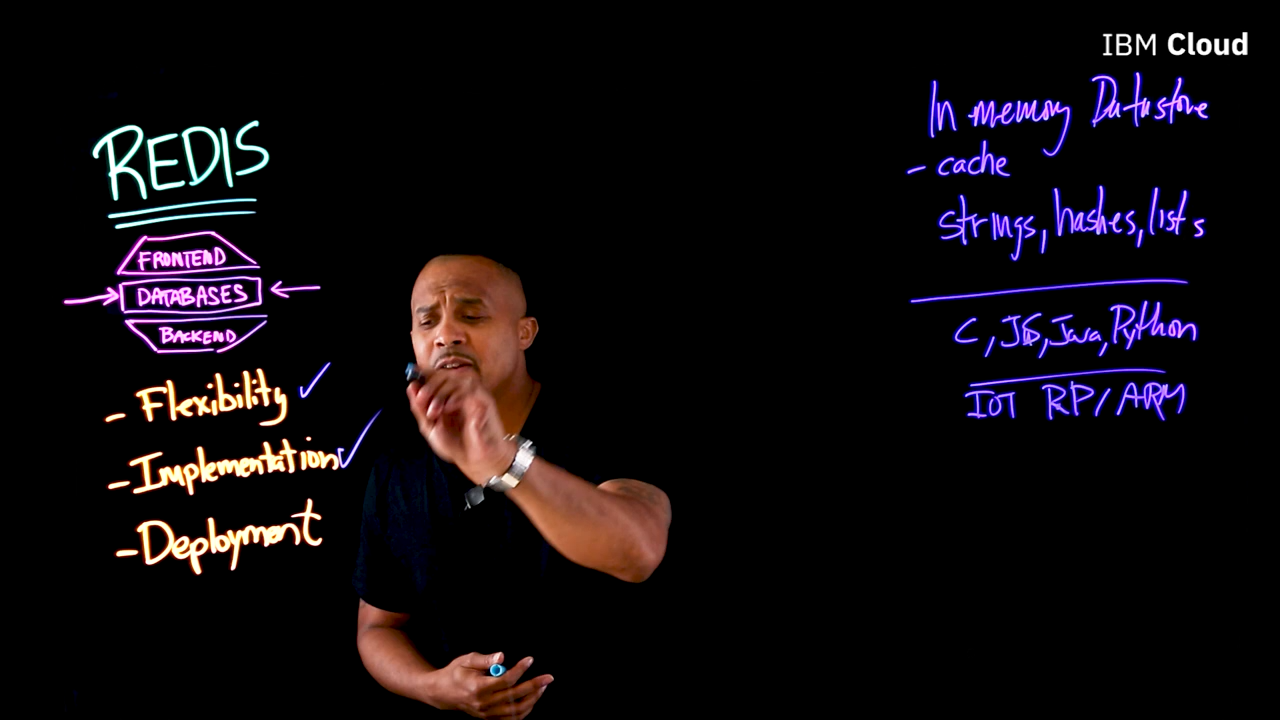 IBM Cloud
REDIS
FRONTEND
DATABASES
BACKEND
- Flexibility ✓
- Implementation ✓
- Deployment
In memory Datastore
- cache
strings, hashes, lists
C, JS, Java, Python
IOT RP/ARM